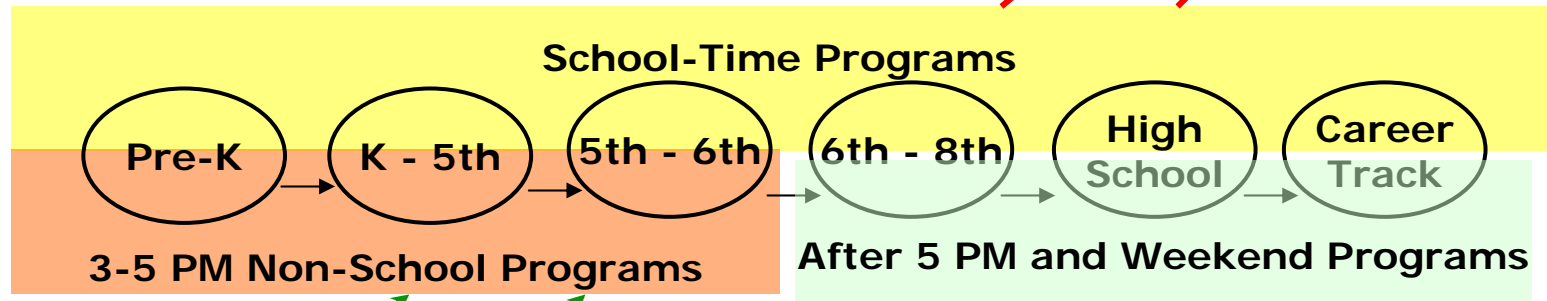 School-Time Programs
Pre-K
K - 5th
5th - 6th
6th - 8th
High
School
Career
Track
3-5 PM Non-School Programs
After 5 PM and Weekend Programs